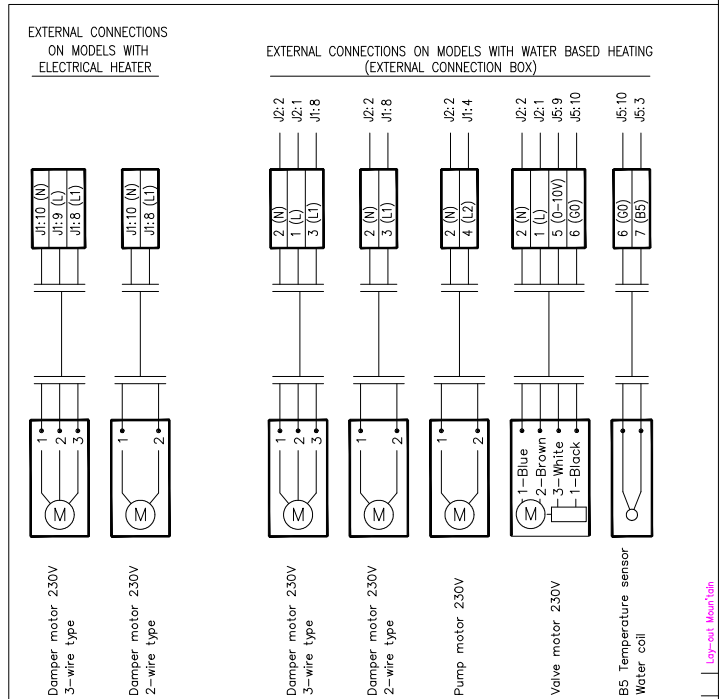 EXTERNAL CONNECTIONS
ON MODELS WITH
ELECTRICAL HEATER
EXTERNAL CONNECTIONS ON MODELS WITH WATER BASED HEATING
(EXTERNAL CONNECTION BOX)
J2:2
J2:1
J1:8
J2:2
J1:8
J2:2
J1:4
J2:2
J2:1
J5:9
J5:10
J5:10
J5:3
J1:10 (N)
J1:9 (L)
J1:8 (L1)
J1:10 (N)
J1:8 (L1)
2 (N)
1 (L)
3 (L1)
2 (N)
3 (L1)
2 (N)
4 (L2)
2 (N)
1 (L)
5 (0-10V)
6 (G0)
6 (G0)
7 (B5)
1
2
3
M
1
2
M
1
2
3
M
1
2
M
1
2
M
1-Blue
2-Brown
3-White
1-Black
M
Damper motor 230V
3-wire type
Damper motor 230V
2-wire type
Damper motor 230V
3-wire type
Damper motor 230V
2-wire type
Pump motor 230V
Valve motor 230V
B5 Temperature sensor
Water coil
Lay-out Moun'tain